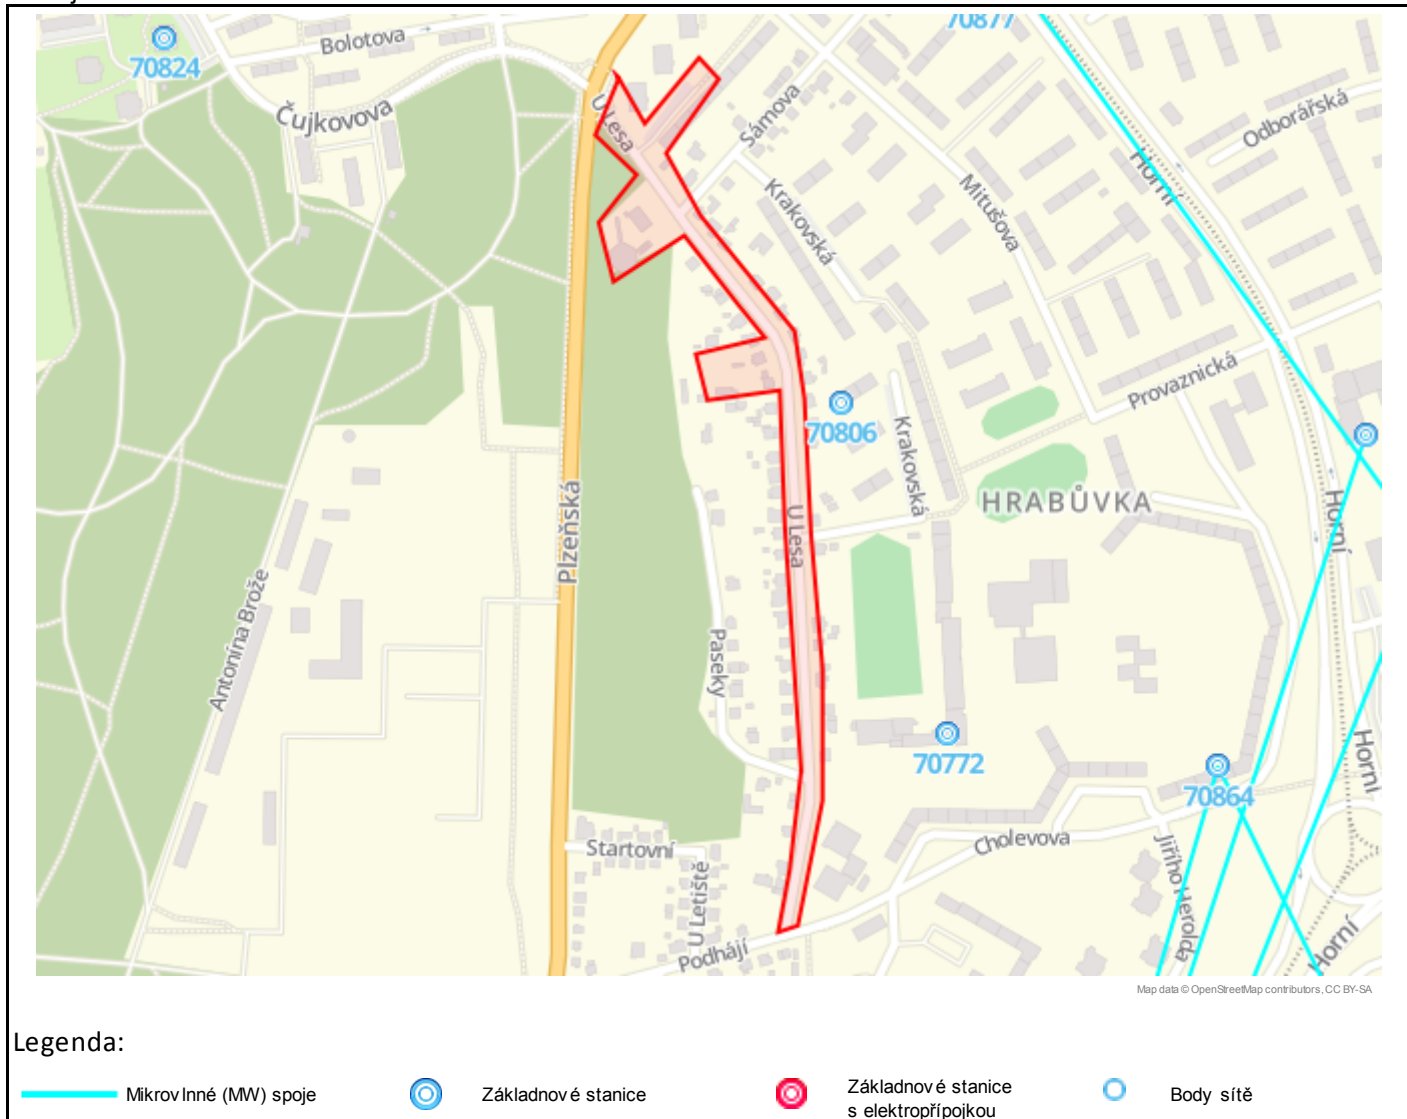 70824
Bolotova
70877
Čujkovova
U Lesa
Sámova
Odborářská
Horní
Krakovská
Mitušova
Provaznická
70806
Krakovská
HRABŮVKA
Plzeňská
U Lesa
Horní
Antonína Brože
Paseky
70772
70864
Horní
Cholevova
Startovní
U Letiště
Jiřího Herolda
Podhájí
Horní
Map data © OpenStreetMap contributors, CC BY-SA
Legenda:
Mikrovlnné (MW) spoje
Základnové stanice
Základnové stanice
s elektropřípojkou
Body sítě